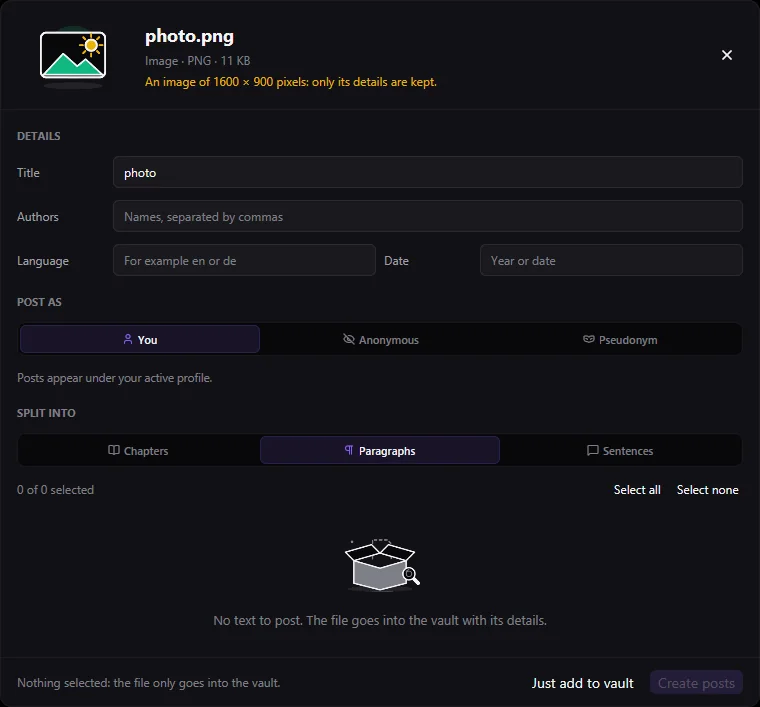 photo.png
Image · PNG · 11 KB
An image of 1600 × 900 pixels: only its details are kept.
DETAILS
Title photo
Authors Names, separated by commas
Language For example en or de Date Year or date
POST AS
You Anonymous Pseudonym
Posts appear under your active profile.
SPLIT INTO
Chapters Paragraphs Sentences
0 of 0 selected Select all Select none
No text to post. The file goes into the vault with its details.
Nothing selected: the file only goes into the vault. Just add to vault Create posts